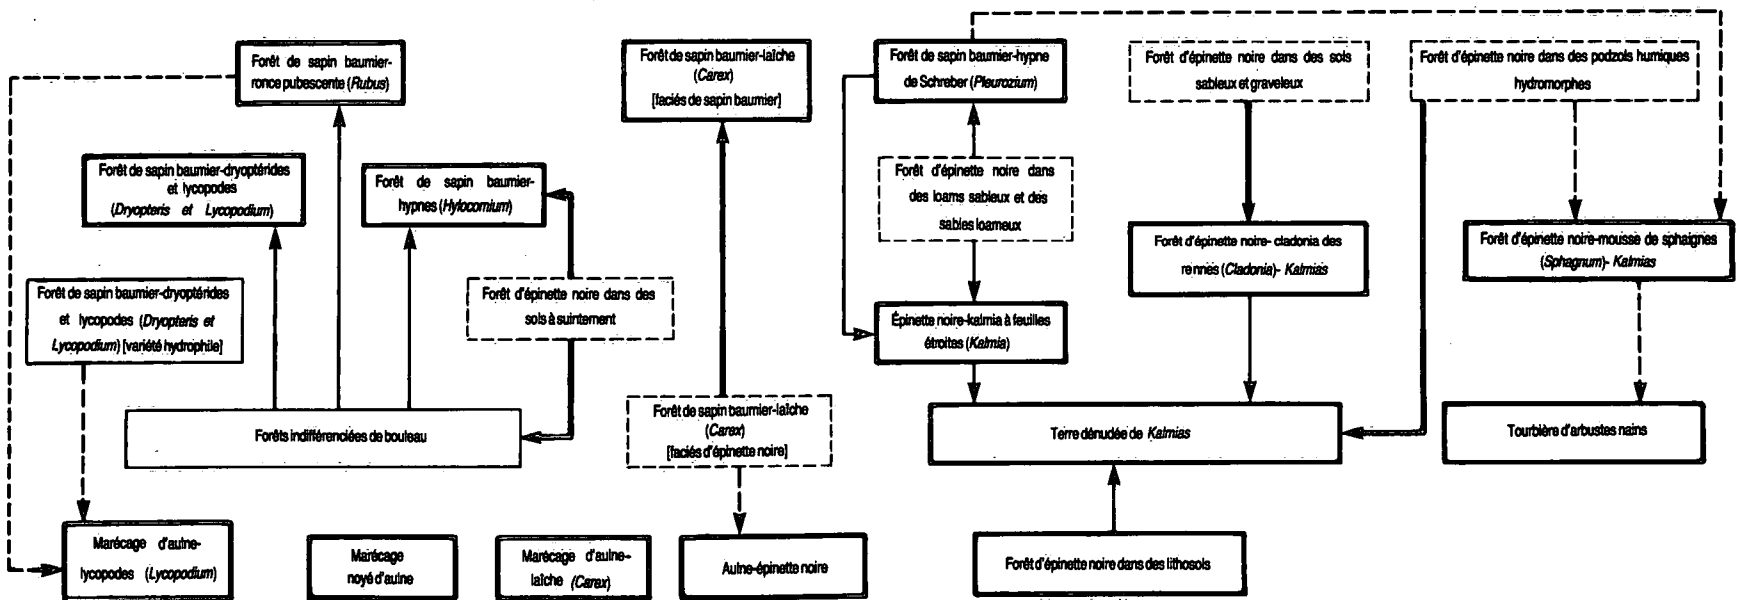 Forêt de sapin baumier-
ronce pubescente (Rubus)
Forêt de sapin baumier-laîche
(Carex)
[faciés de sapin baumier]
Forêt de sapin baumier-hypne
de Schreber (Pleurozium)
Forêt d'épinette noire dans des sols
sableux et graveleux
Forêt d'épinette noire dans des podzols humiques
hydromorphes
Forêt de sapin baumier-dryoptérides
et lycopodes
(Dryopteris et Lycopodium)
Forêt de sapin baumier-
hypnes (Hylocomium)
Forêt d'épinette noire dans
des loams sableux et des
sables loameux
Forêt d'épinette noire- cladonia des
rennes (Cladonia)- Kalmias
Forêt d'épinette noire-mousse de sphaignes
(Sphagnum)- Kalmias
Forêt de sapin baumier-dryoptérides
et lycopodes (Dryopteris et
Lycopodium) [variété hydrophile]
Forêt d'épinette noire dans des
sols à suintement
Épinette noire-kalmia à feuilles
étroites (Kalmia)
Forêts indifférenciées de bouleau
Forêt de sapin baumier-laîche
(Carex)
[faciés d'épinette noire]
Terre dénudée de Kalmias
Tourbière d'arbustes nains
Marécage d'aulne-
lycopodes (Lycopodium)
Marécage
noyé d'aulne
Marécage d'aulne-
laîche (Carex)
Aulne-épinette noire
Forêt d'épinette noire dans des lithosols